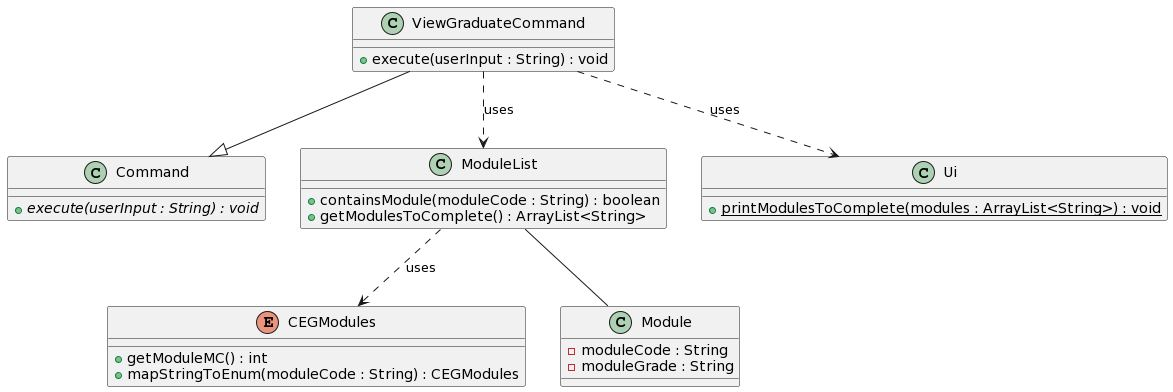 C ViewGraduateCommand
execute(userInput : String) : void
uses
uses
C Command
execute(userInput : String) : void
C ModuleList
containsModule(moduleCode : String) : boolean
getModulesToComplete() : ArrayList<String>
C Ui
printModulesToComplete(modules : ArrayList<String>) : void
uses
E CEGModules
getModuleMC() : int
mapStringToEnum(moduleCode : String) : CEGModules
C Module
moduleCode : String
moduleGrade : String